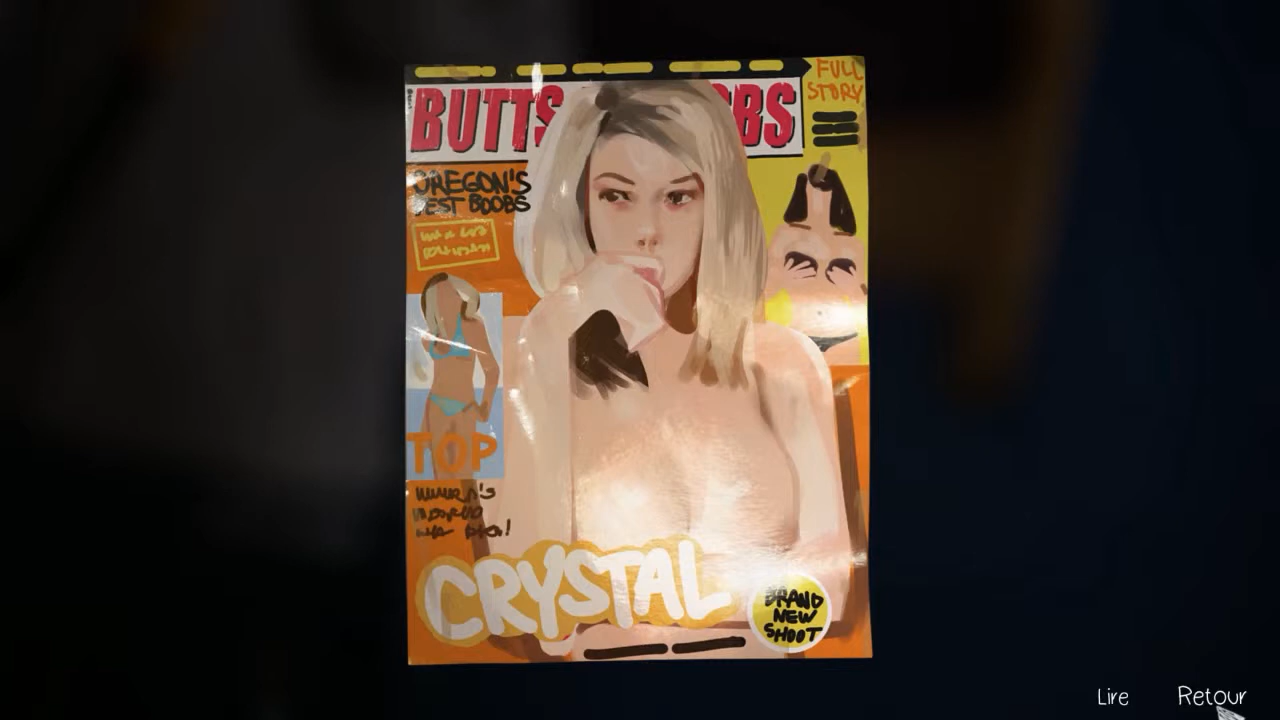 BUTTS BS
FULL
STORY
OREGON'S
BEST BOOBS
TOP
CRYSTAL
BRAND
NEW
SHOOT
Lire Retour